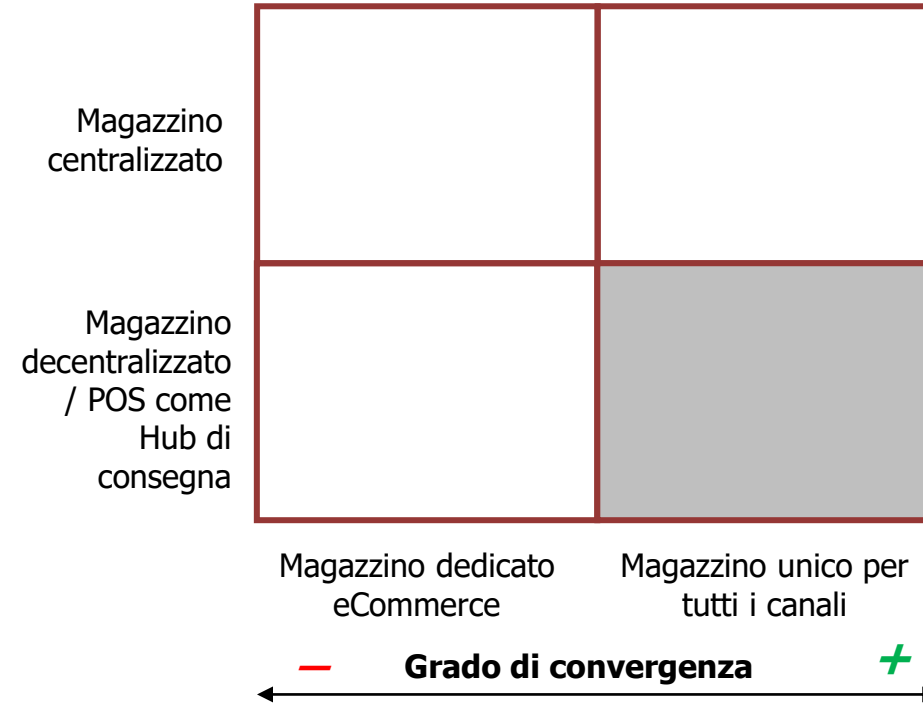 Magazzino
centralizzato
Magazzino
decentralizzato
/ POS come
Hub di
consegna
Magazzino dedicato
eCommerce
Magazzino unico per
tutti i canali
– Grado di convergenza +